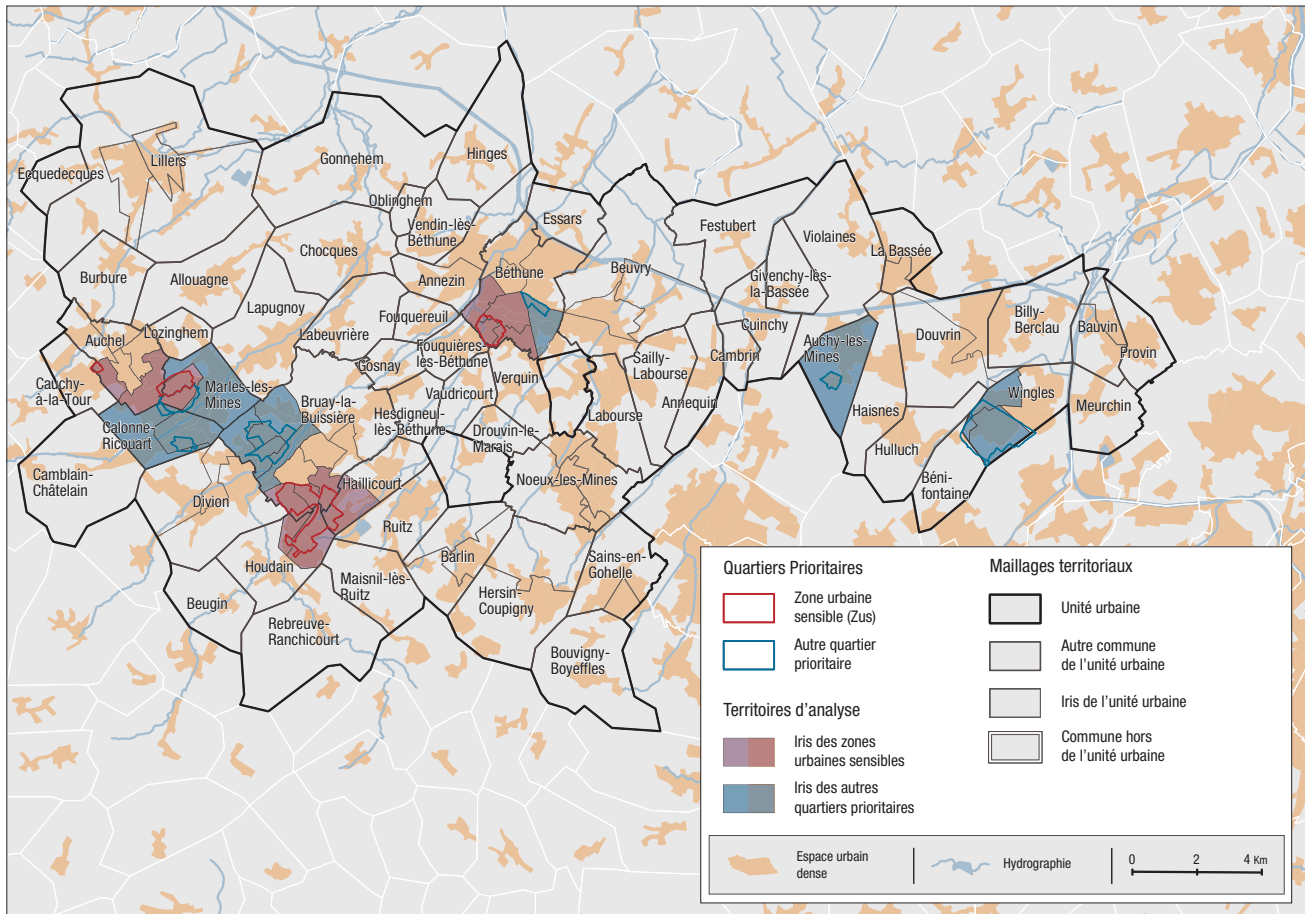 Lillers
Ecquedecques
Gonnehem
Hinges
Oblinghem
Vendin-lès-
Béthune
Essars
Festubert
Violaines
La Bassée
Burbure
Allouagne
Chocques
Annezin
Béthune
Beuvry
Givenchy-lès-
la-Bassée
Lapugnoy
Fouquereuil
Labeuvrière
Lozinghem
Auchel
Cuinchy
Cambrin
Auchy-les-
Mines
Douvrin
Billy-
Berclau
Bauvin
Provin
Fouquières-
lès-Béthune
Gosnay
Verquin
Sailly-
Labourse
Cauchy-
à-la-Tour
Marles-les-
Mines
Bruay-la-
Buissière
Vaudricourt
Hesdigneul-
lès-Béthune
Labourse
Annequin
Haisnes
Wingles
Meurchin
Calonne-
Ricouart
Drouvin-le-
Marais
Hulluch
Camblain-
Châtelain
Divion
Haillicourt
Noeux-les-Mines
Béni-
fontaine
Ruitz
Houdain
Barlin
Sains-en-
Gohelle
Maisnil-lès-
Ruitz
Hersin-
Coupigny
Beugin
Rebreuve-
Ranchicourt
Bouvigny-
Boyeffles
Quartiers Prioritaires
Zone urbaine
sensible (Zus)
Autre quartier
prioritaire
Territoires d'analyse
Iris des zones
urbaines sensibles
Iris des autres
quartiers prioritaires
Maillages territoriaux
Unité urbaine
Autre commune
de l'unité urbaine
Iris de l'unité urbaine
Commune hors
de l'unité urbaine
Espace urbain
dense
Hydrographie
0 2 4 Km